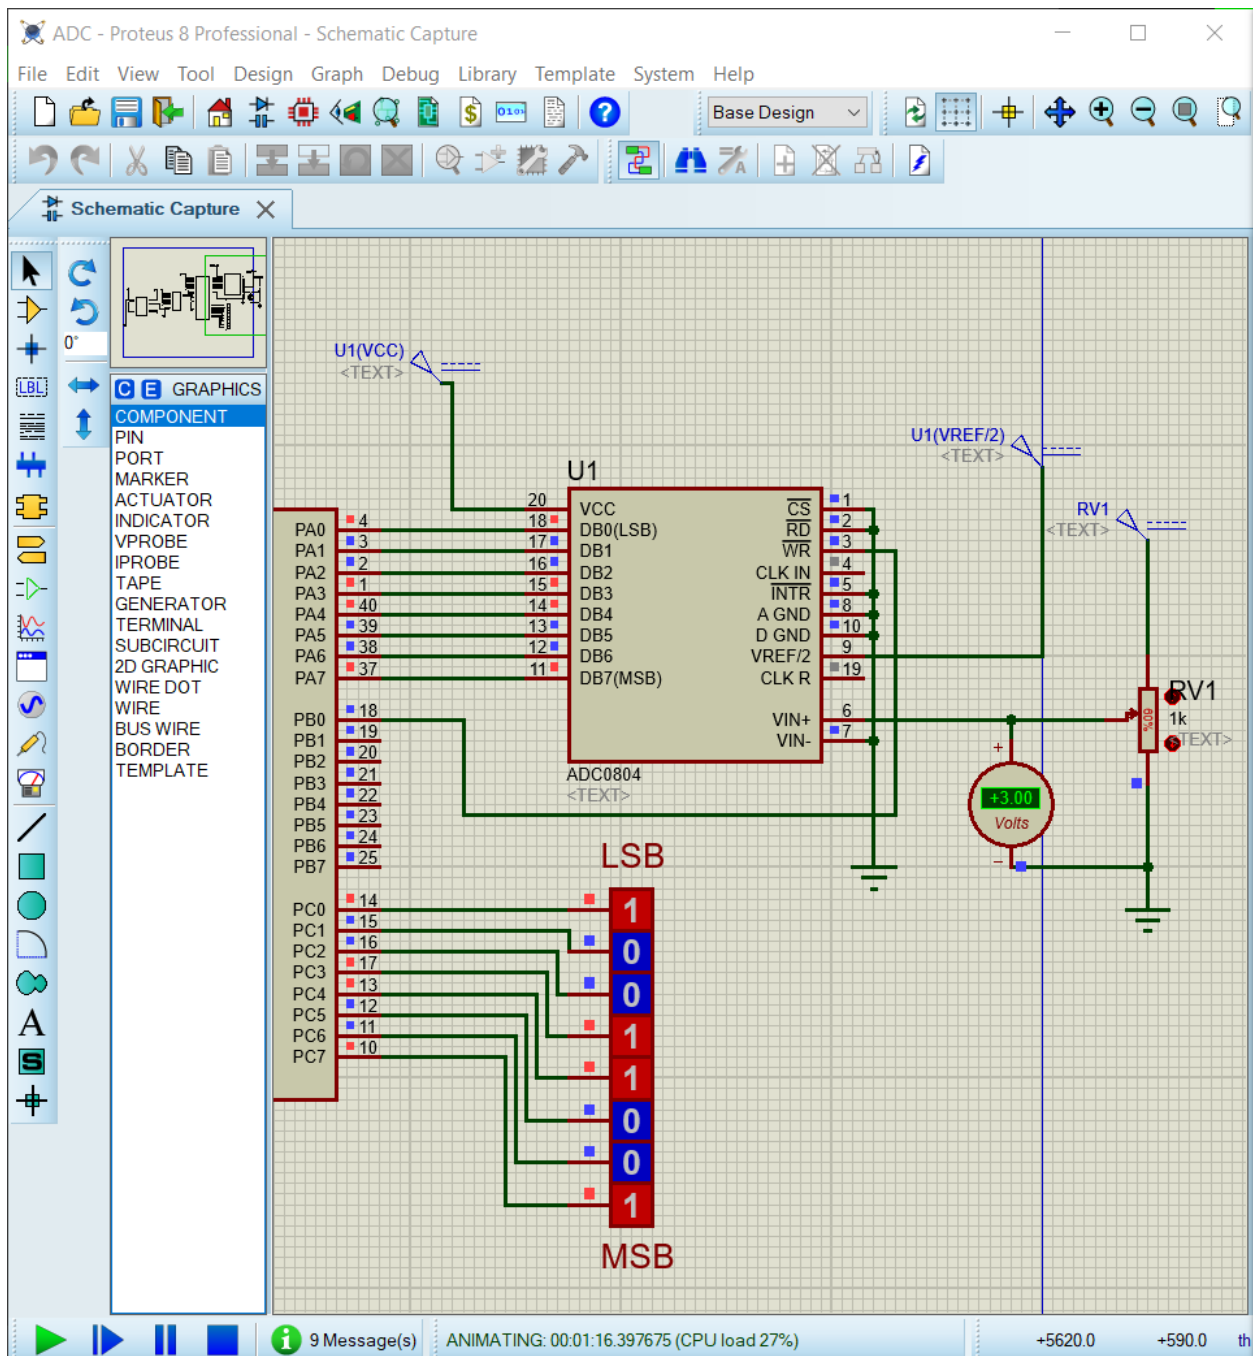 ADC - Proteus 8 Professional - Schematic Capture
File Edit View Tool Design Graph Debug Library Template System Help
$
0101
?
Base Design
A
Schematic Capture
0°
LBL
C E GRAPHICS
COMPONENT
PIN
PORT
MARKER
ACTUATOR
INDICATOR
VPROBE
IPROBE
TAPE
GENERATOR
TERMINAL
SUBCIRCUIT
2D GRAPHIC
WIRE DOT
WIRE
BUS WIRE
BORDER
TEMPLATE
A
S
U1(VCC)
<TEXT>
U1(VREF/2)
<TEXT>
RV1
<TEXT>
U1
20 VCC CS 1
PA0 4 18 DB0(LSB) RD 2
PA1 3 17 DB1 WR 3
PA2 2 16 DB2 CLK IN 4
PA3 1 15 DB3 INTR 5
PA4 40 14 DB4 A GND 8
PA5 39 13 DB5 D GND 10
PA6 38 12 DB6 VREF/2 9
PA7 37 11 DB7(MSB) CLK R 19
PB0 18 VIN+ 6
PB1 19 VIN- 7
PB2 20
PB3 21
PB4 22
PB5 23
PB6 24
PB7 25
ADC0804
<TEXT>
RV1
60%
1k
<TEXT>
+
+3.00
Volts
−
LSB
PC0 14 1
PC1 15 0
PC2 16 0
PC3 17 1
PC4 13 1
PC5 12 0
PC6 11 0
PC7 10 1
MSB
i 9 Message(s) ANIMATING: 00:01:16.397675 (CPU load 27%) +5620.0 +590.0 th